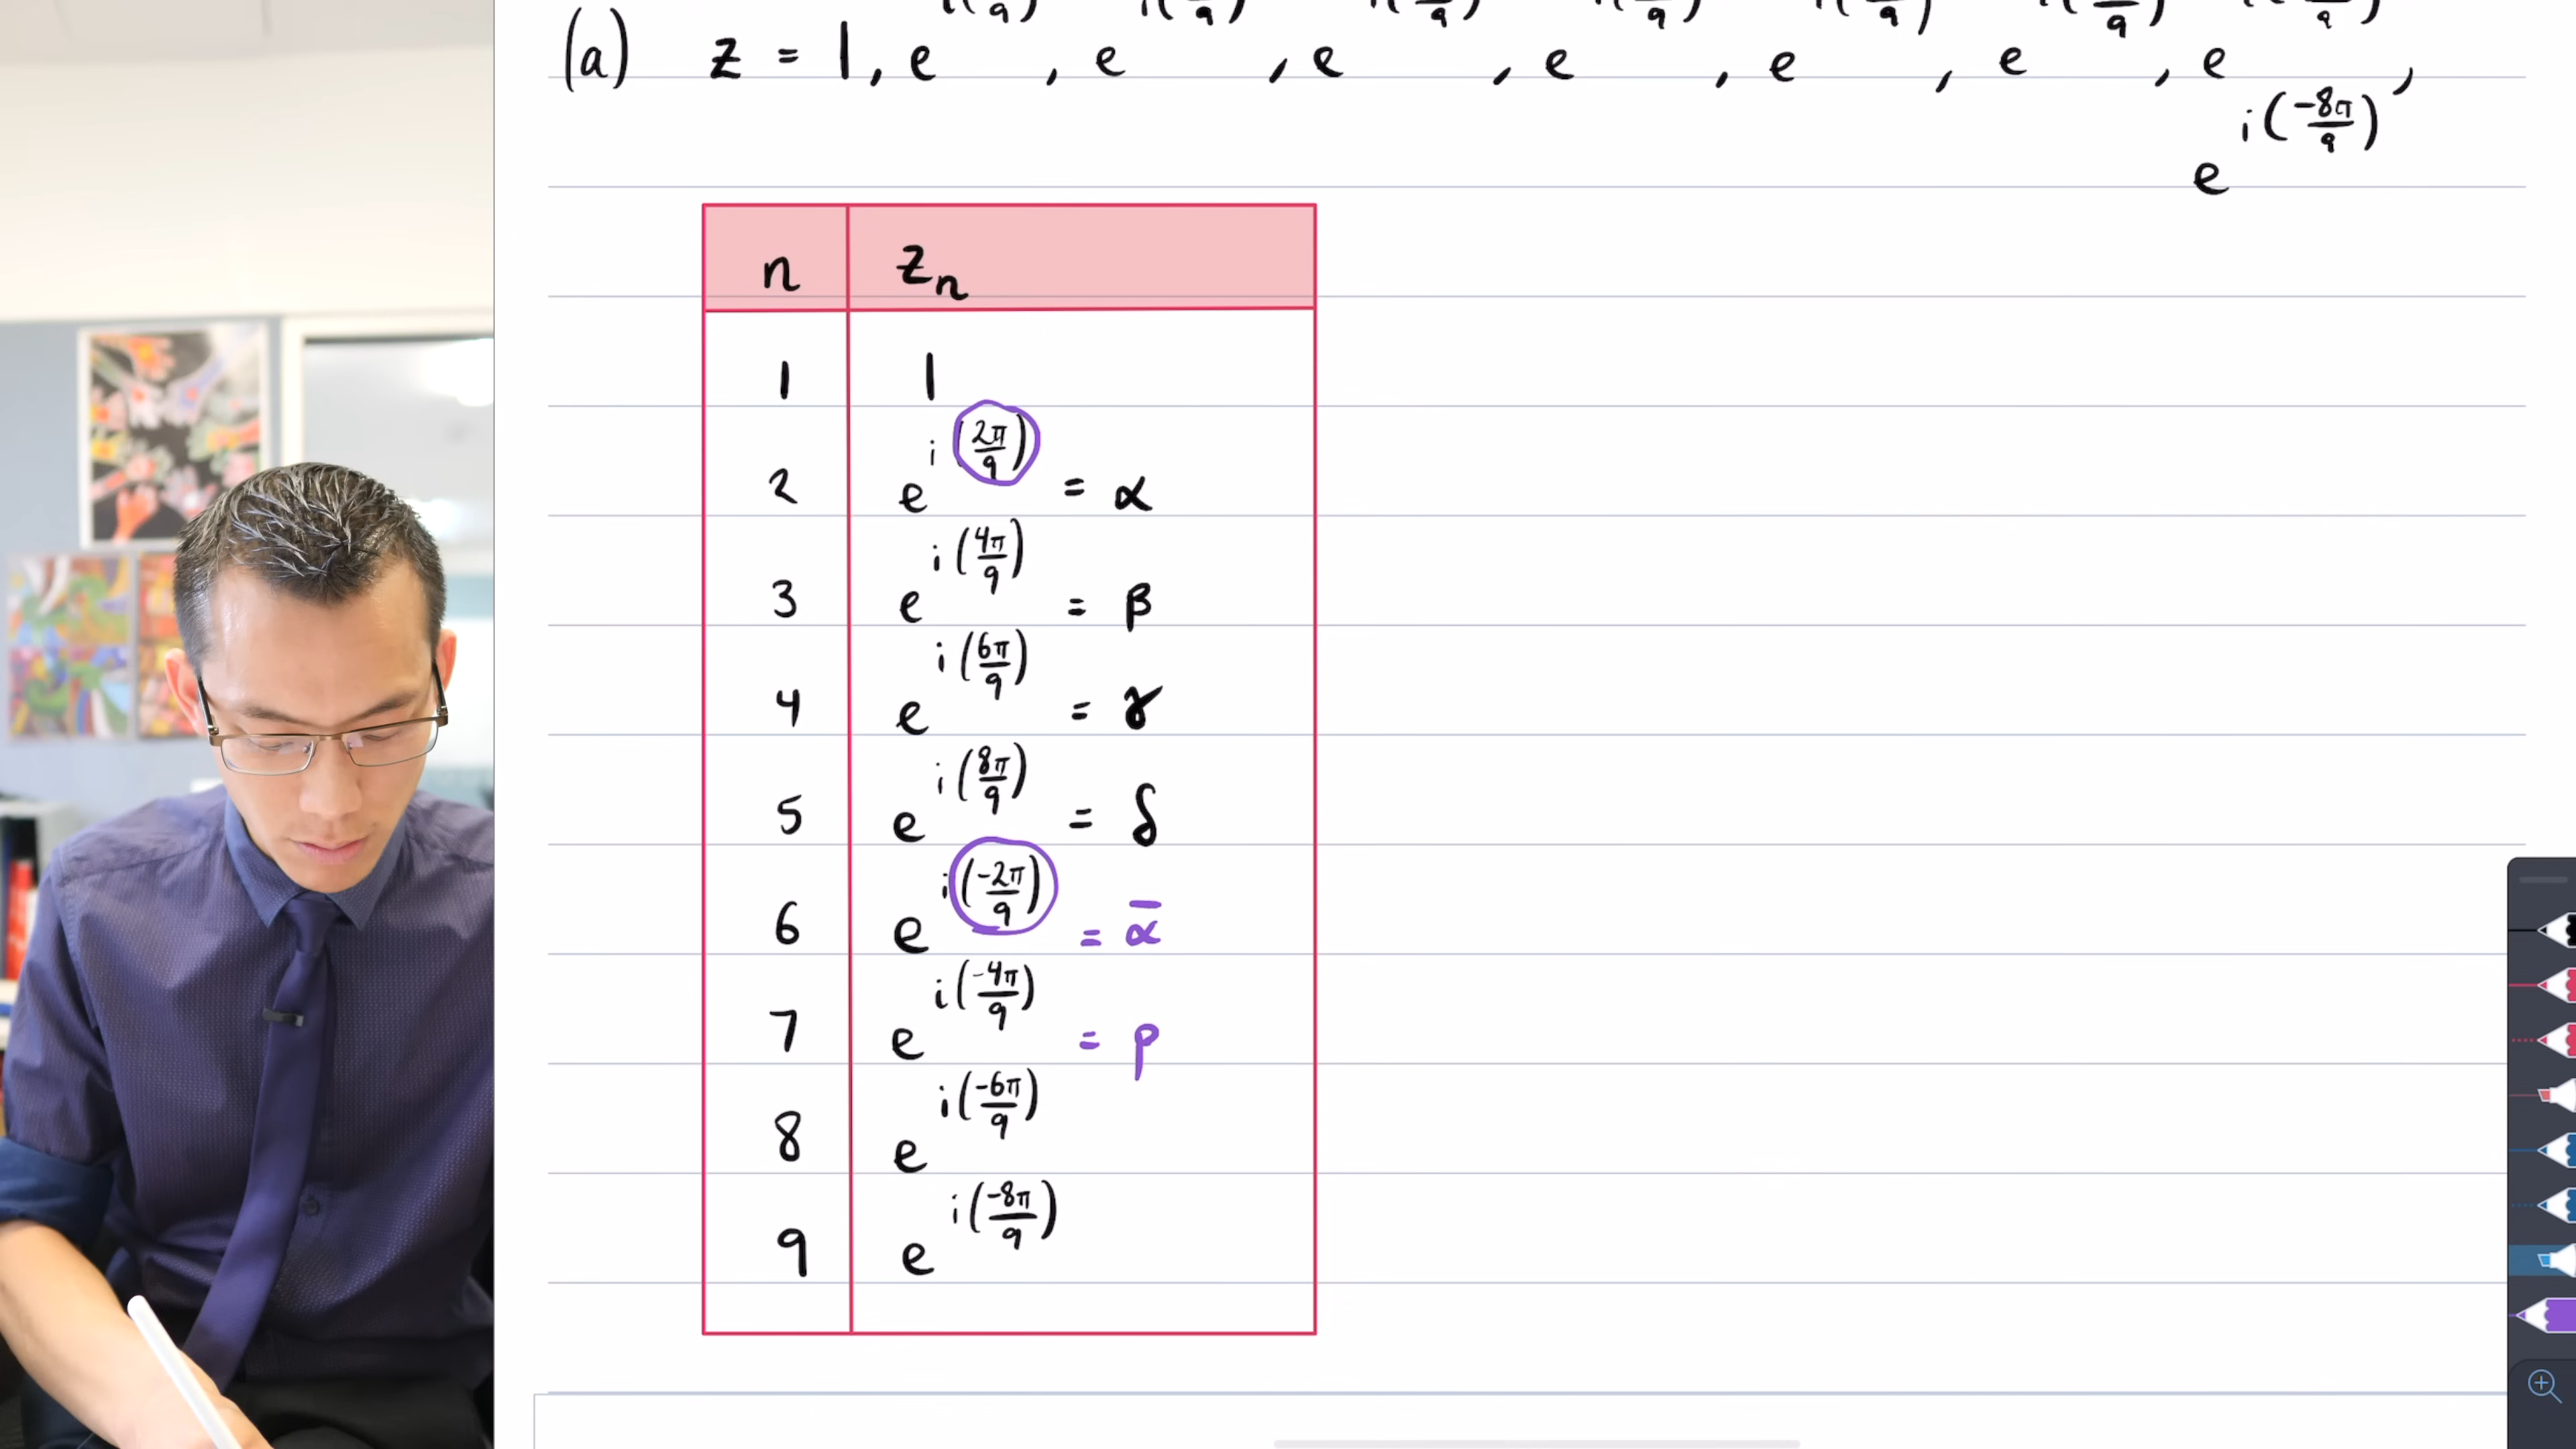 (a) z = 1, e , e , e , e , e , e , e ,
e^{i(-8π/9)}
n z_n
1 1
2 e^{i(2π/9)} = α
3 e^{i(4π/9)} = β
4 e^{i(6π/9)} = γ
5 e^{i(8π/9)} = δ
6 e^{i(-2π/9)} = ᾱ
7 e^{i(-4π/9)} = p
8 e^{i(-6π/9)}
9 e^{i(-8π/9)}